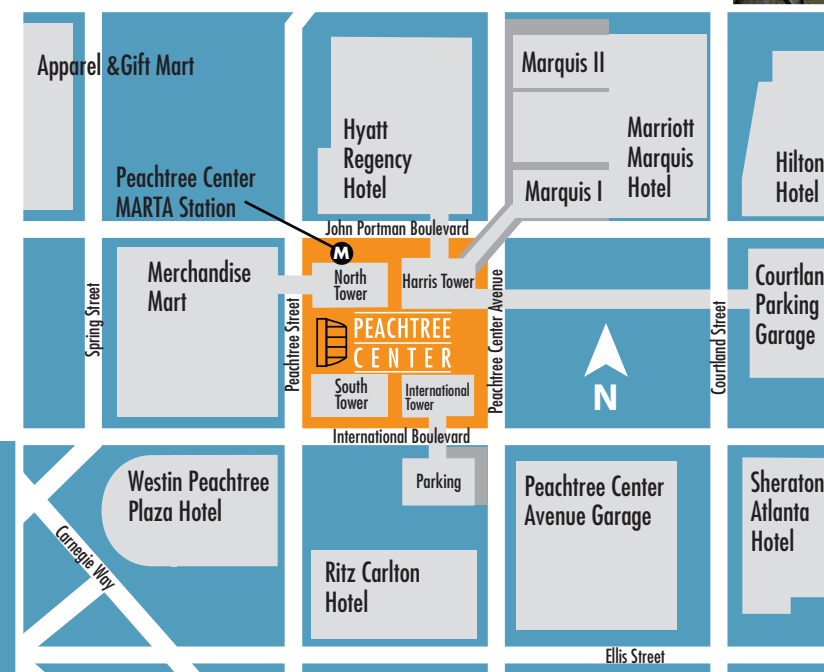 Apparel &Gift Mart
Marquis II
Hyatt
Regency
Hotel
Marriott
Marquis
Hotel
Hilton
Hotel
Peachtree Center
MARTA Station
Marquis I
John Portman Boulevard
M
Merchandise
Mart
North
Tower
Harris Tower
Courtlan
Parking
Garage
Spring Street
Peachtree Street
PEACHTREE
CENTER
Peachtree Center Avenue
Courtland Street
N
South
Tower
International
Tower
International Boulevard
Westin Peachtree
Plaza Hotel
Parking
Peachtree Center
Avenue Garage
Sheraton
Atlanta
Hotel
Carnegie Way
Ritz Carlton
Hotel
Ellis Street